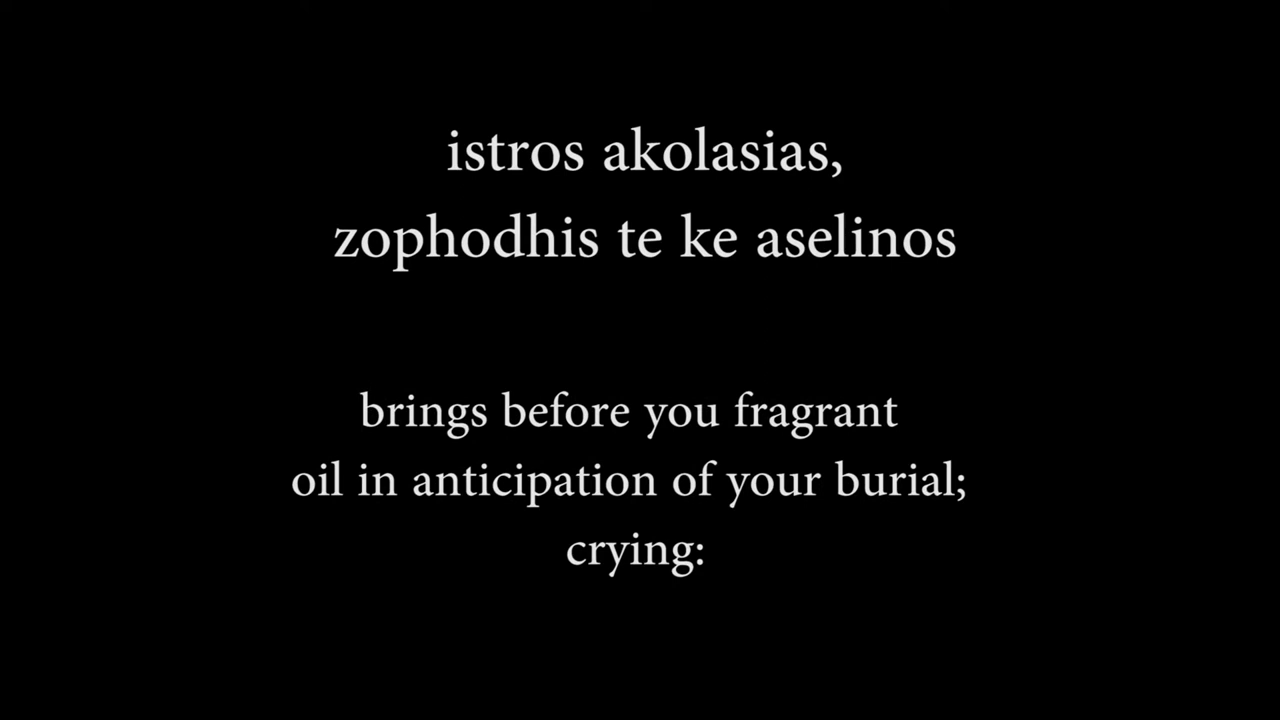 istros akolasias,
zophodhis te ke aselinos
brings before you fragrant
oil in anticipation of your burial;
crying: